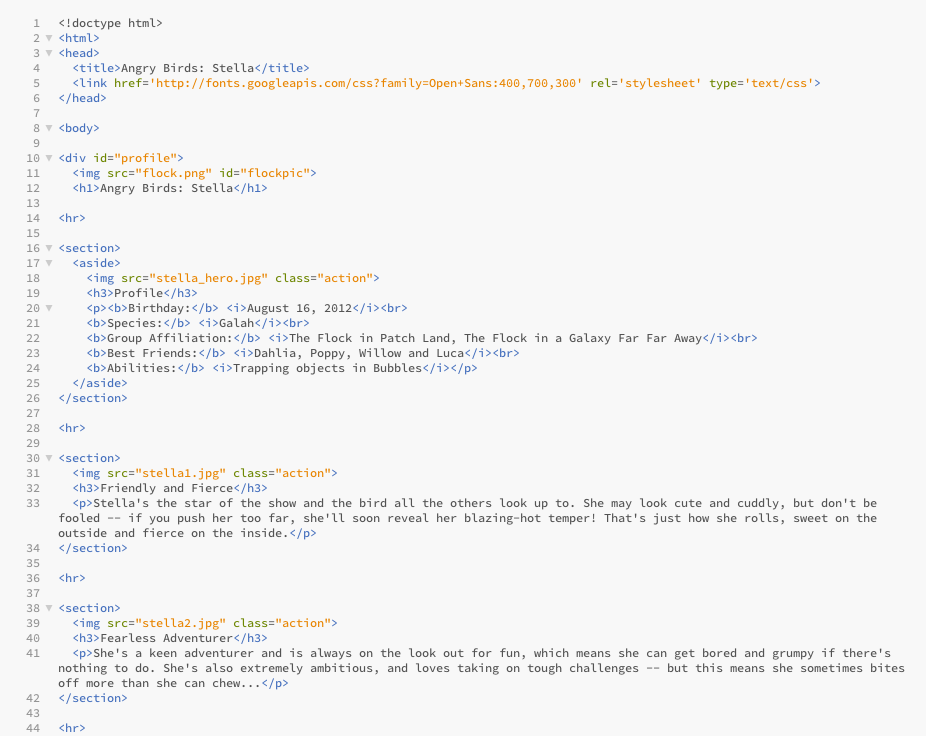 1 <!doctype html>
2 <html>
3 <head>
4 <title>Angry Birds: Stella</title>
5 <link href='http://fonts.googleapis.com/css?family=Open+Sans:400,700,300' rel='stylesheet' type='text/css'>
6 </head>
7
8 <body>
9
10 <div id="profile">
11 <img src="flock.png" id="flockpic">
12 <h1>Angry Birds: Stella</h1>
13
14 <hr>
15
16 <section>
17 <aside>
18 <img src="stella_hero.jpg" class="action">
19 <h3>Profile</h3>
20 <p><b>Birthday:</b> <i>August 16, 2012</i><br>
21 <b>Species:</b> <i>Galah</i><br>
22 <b>Group Affiliation:</b> <i>The Flock in Patch Land, The Flock in a Galaxy Far Far Away</i><br>
23 <b>Best Friends:</b> <i>Dahlia, Poppy, Willow and Luca</i><br>
24 <b>Abilities:</b> <i>Trapping objects in Bubbles</i></p>
25 </aside>
26 </section>
27
28 <hr>
29
30 <section>
31 <img src="stella1.jpg" class="action">
32 <h3>Friendly and Fierce</h3>
33 <p>Stella's the star of the show and the bird all the others look up to. She may look cute and cuddly, but don't be
fooled -- if you push her too far, she'll soon reveal her blazing-hot temper! That's just how she rolls, sweet on the
outside and fierce on the inside.</p>
34 </section>
35
36 <hr>
37
38 <section>
39 <img src="stella2.jpg" class="action">
40 <h3>Fearless Adventurer</h3>
41 <p>She's a keen adventurer and is always on the look out for fun, which means she can get bored and grumpy if there's
nothing to do. She's also extremely ambitious, and loves taking on tough challenges -- but this means she sometimes bites
off more than she can chew...</p>
42 </section>
43
44 <hr>